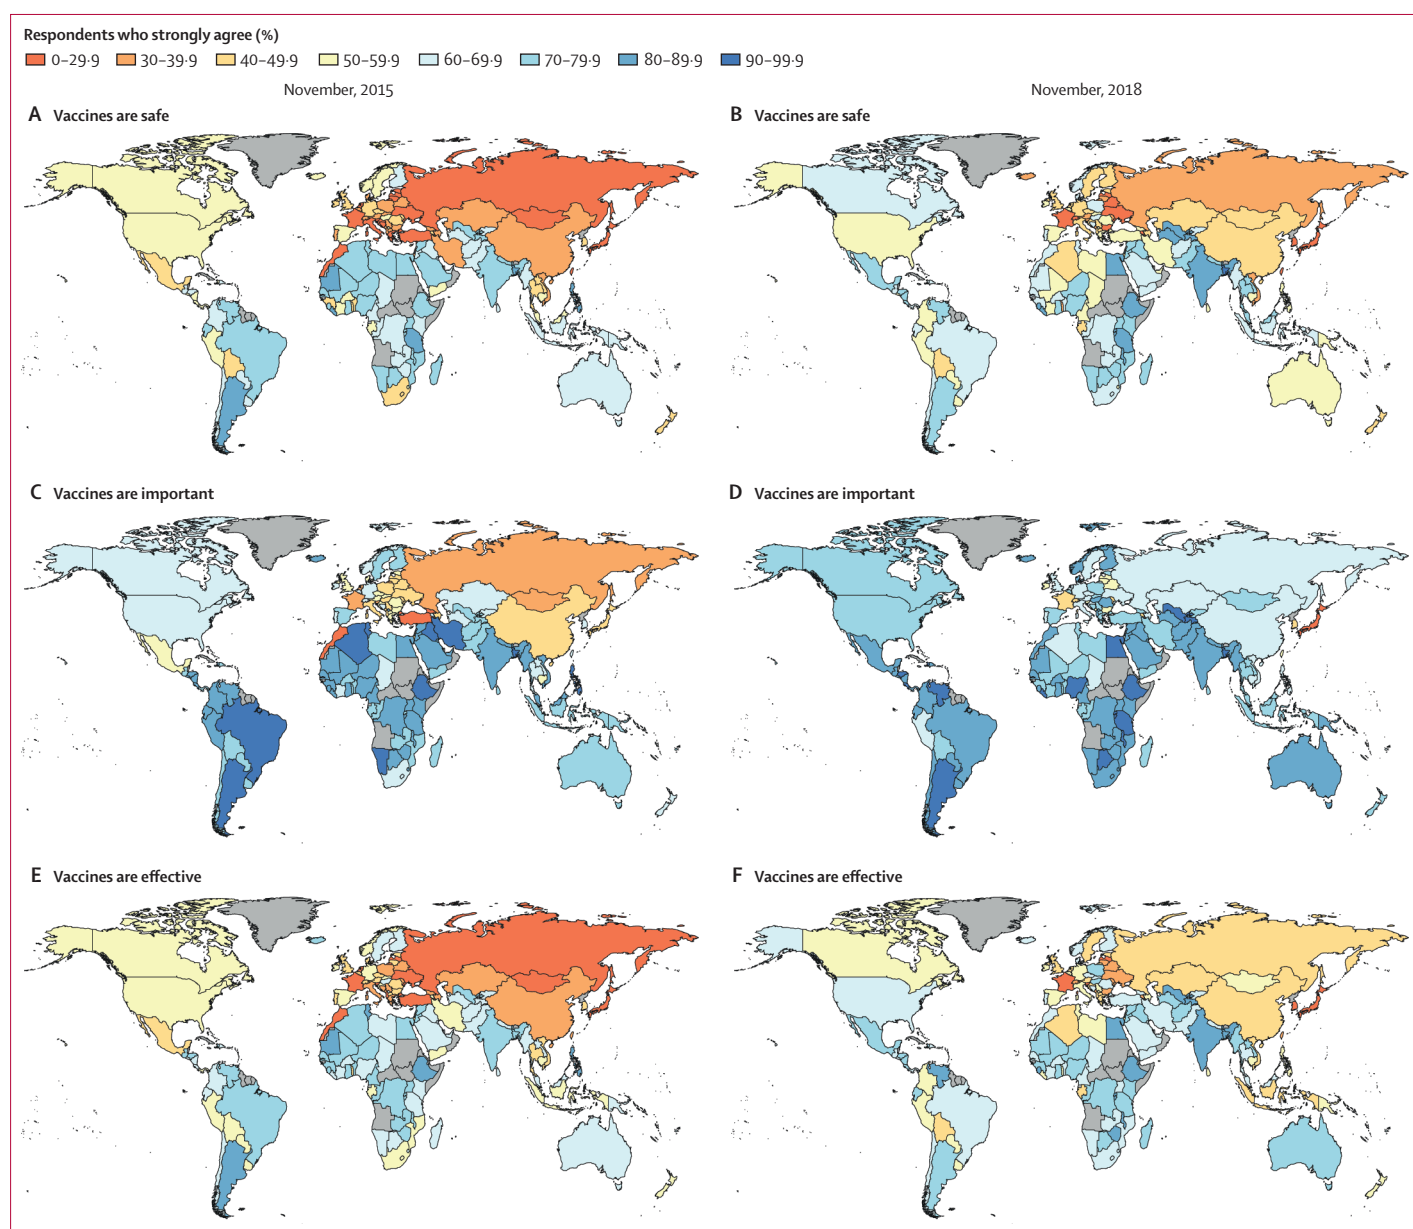 Respondents who strongly agree (%)
0–29·9 30–39·9 40–49·9 50–59·9 60–69·9 70–79·9 80–89·9 90–99·9
November, 2015 November, 2018
A Vaccines are safe B Vaccines are safe
C Vaccines are important D Vaccines are important
E Vaccines are effective F Vaccines are effective